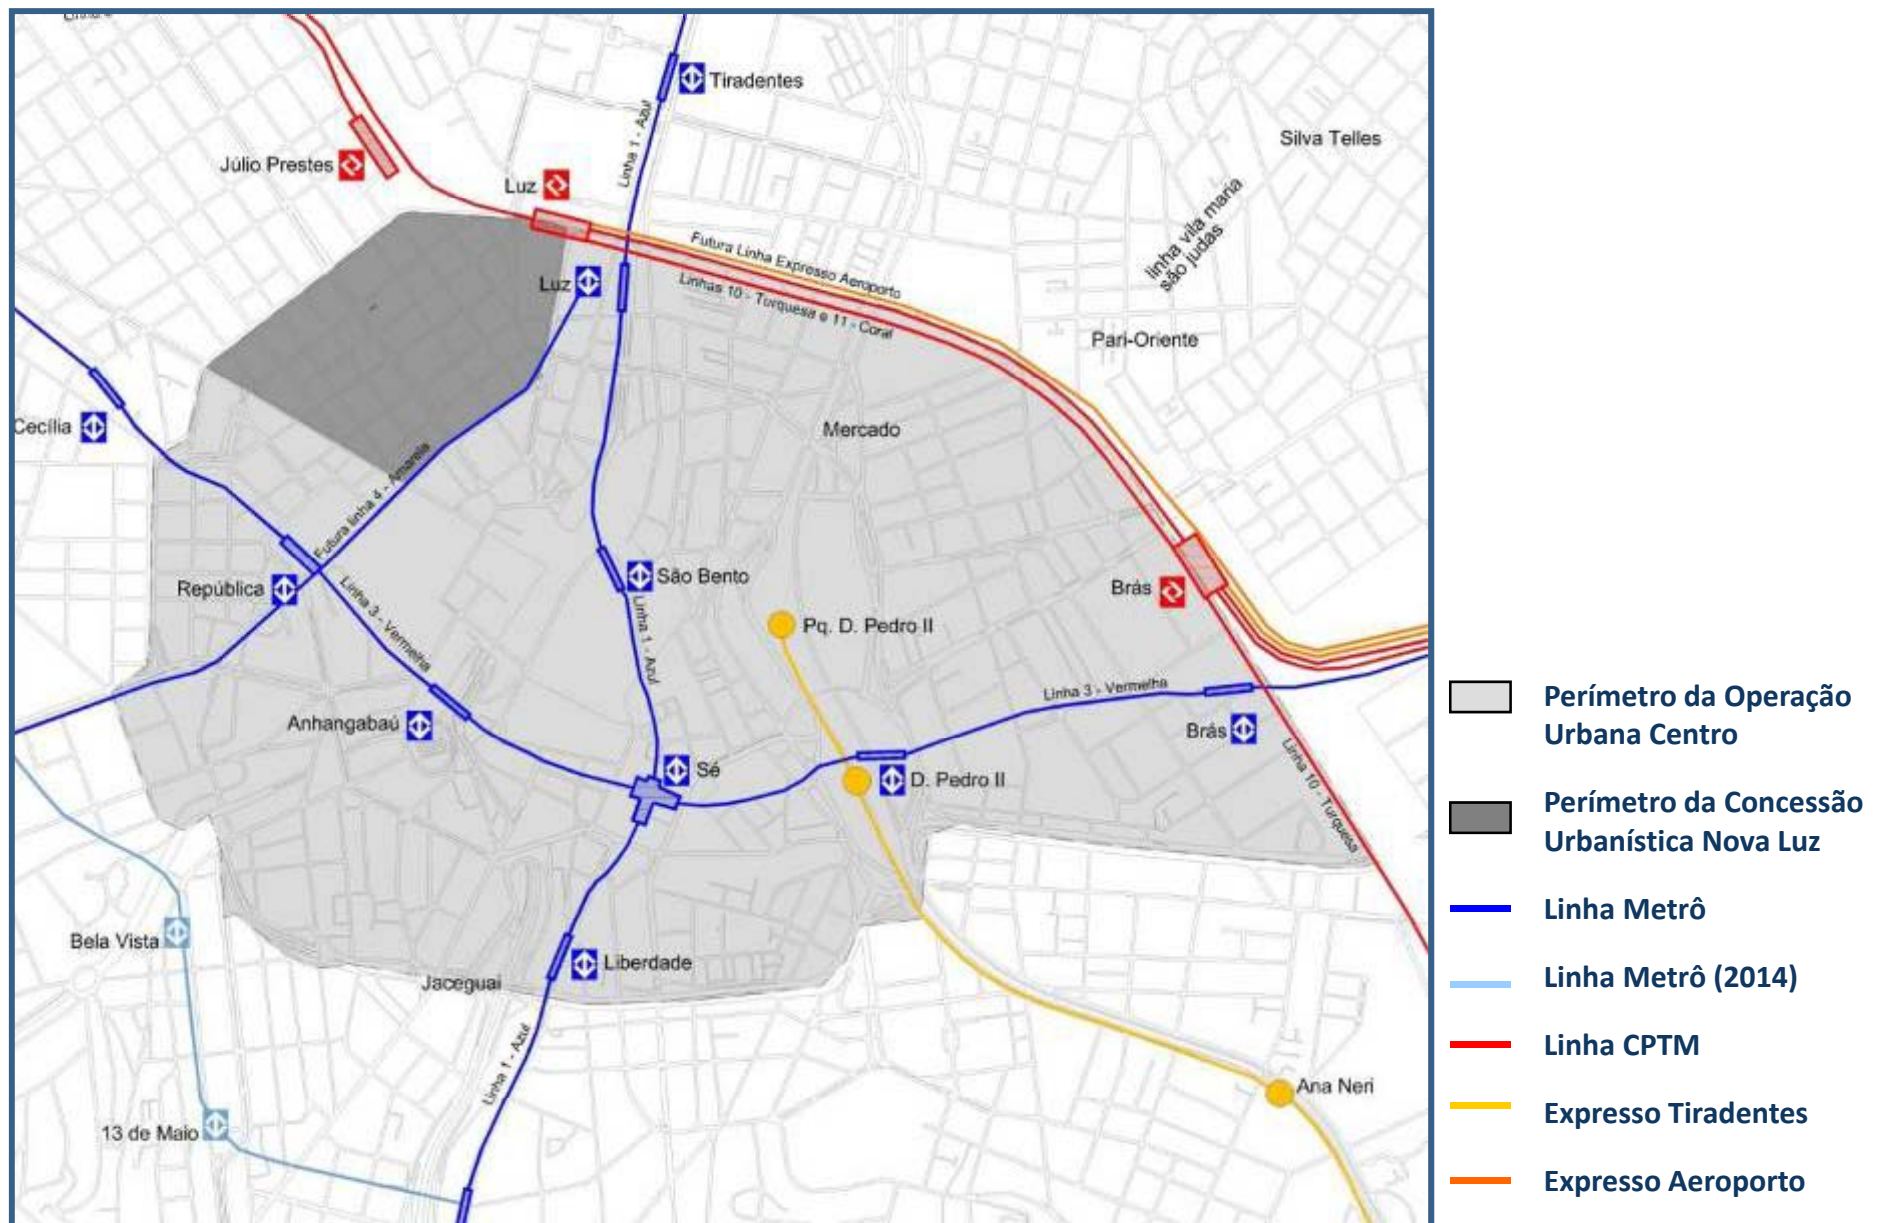 Tiradentes
Linha 1 - Azul
Silva Telles
Júlio Prestes
Luz
linha vila maria
são judas
Futura Linha Expresso Aeroporto
Linhas 10 - Turquesa e 11 - Coral
Luz
Pari-Oriente
Cecília
Mercado
Futura linha 4 - Amarela
República
Linha 3 - Vermelha
São Bento
Linha 1 - Azul
Brás
Pq. D. Pedro II
Linha 3 - Vermelha
Anhangabaú
Brás
Sé
D. Pedro II
Linha 10 - Turquesa
Bela Vista
Liberdade
Jaceguai
Linha 1 - Azul
Ana Neri
13 de Maio
Perímetro da Operação
Urbana Centro
Perímetro da Concessão
Urbanística Nova Luz
Linha Metrô
Linha Metrô (2014)
Linha CPTM
Expresso Tiradentes
Expresso Aeroporto